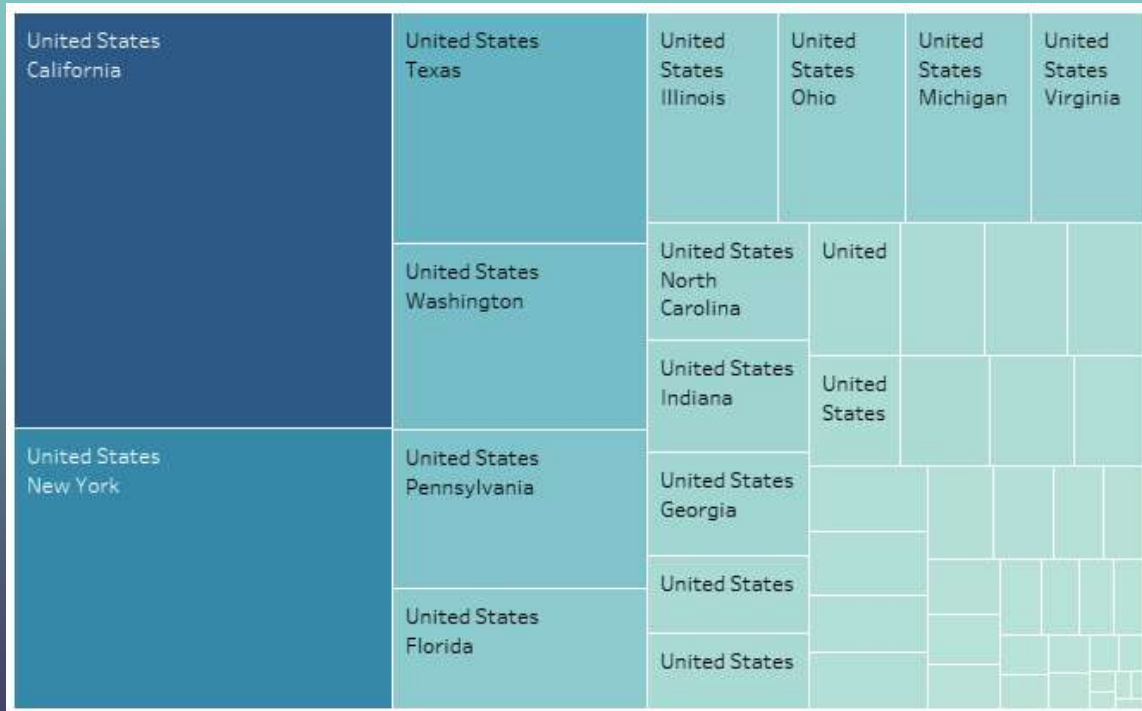 United States
California
United States
New York
United States
Texas
United States
Washington
United States
Pennsylvania
United States
Florida
United
States
Illinois
United
States
Ohio
United
States
Michigan
United
States
Virginia
United States
North
Carolina
United States
Indiana
United States
Georgia
United States
United States
United
United
States